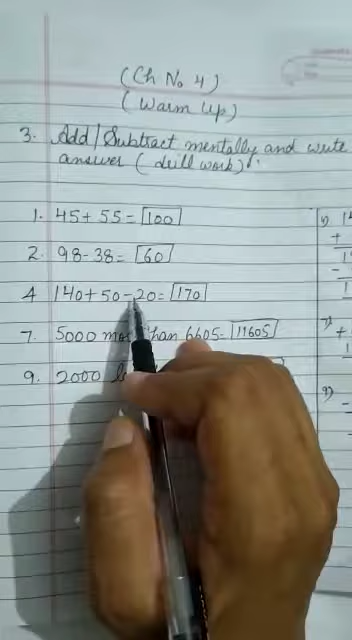 (Ch No 4)
(Warm Up)
3. Add/Subtract mentally and write
answer (drill work):
1. 45+55=100
2. 98-38=60
4 140+50-20=170
7. 5000 more than 6605=11605
9. 2000